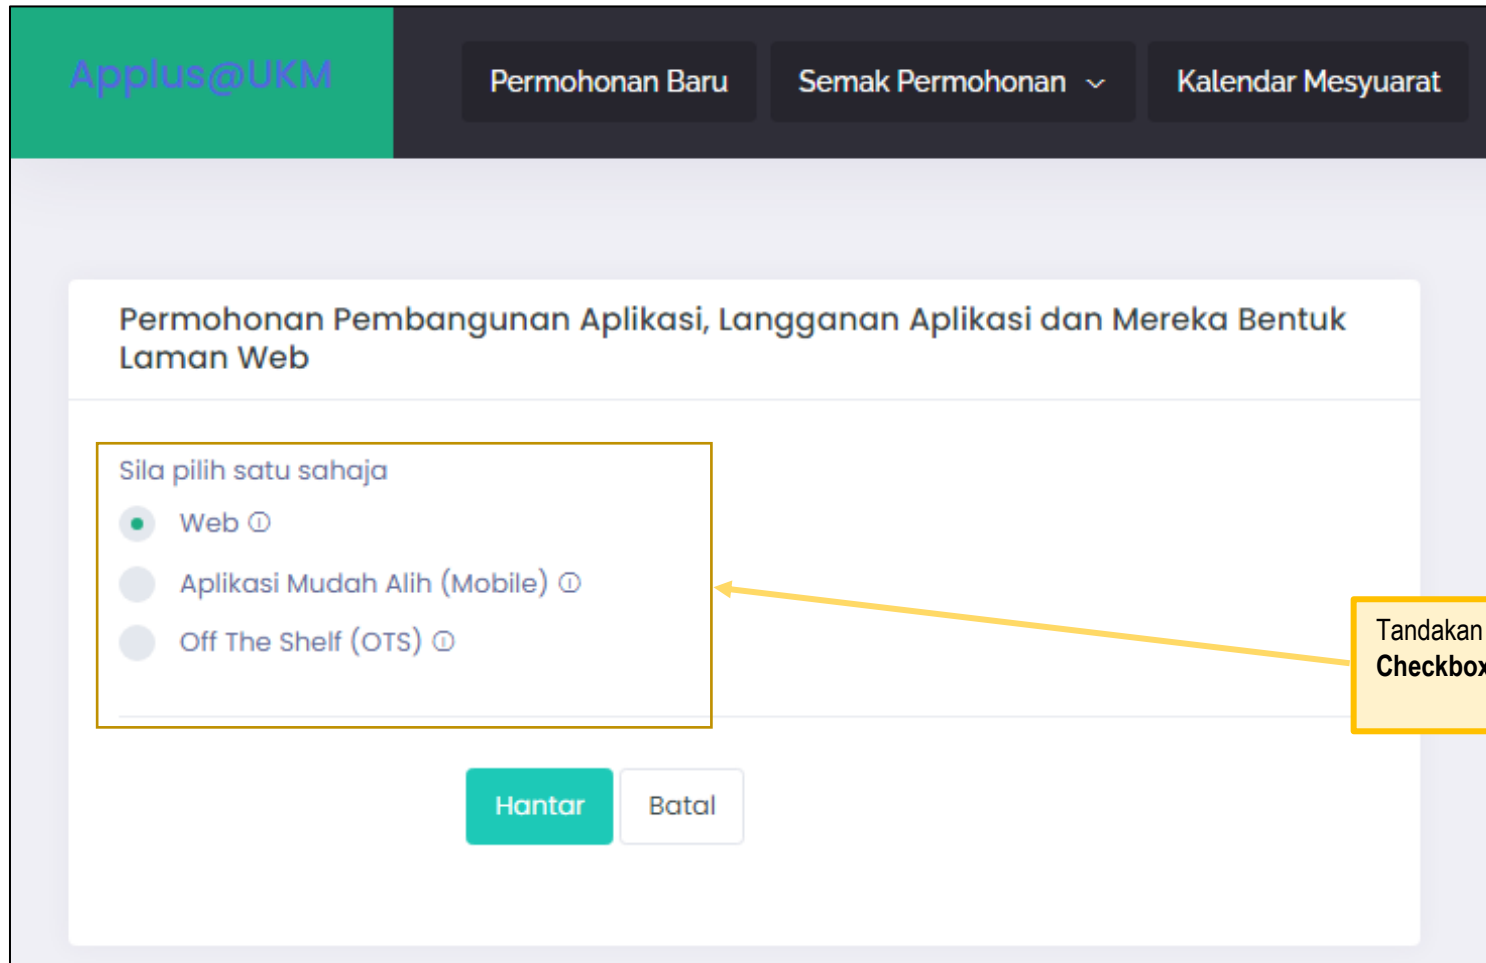 Applus@UKM
Permohonan Baru
Semak Permohonan
Kalendar Mesyuarat
Permohonan Pembangunan Aplikasi, Langganan Aplikasi dan Mereka Bentuk
Laman Web
Sila pilih satu sahaja
Web
Aplikasi Mudah Alih (Mobile)
Off The Shelf (OTS)
Tandakan
Checkbox
Hantar
Batal